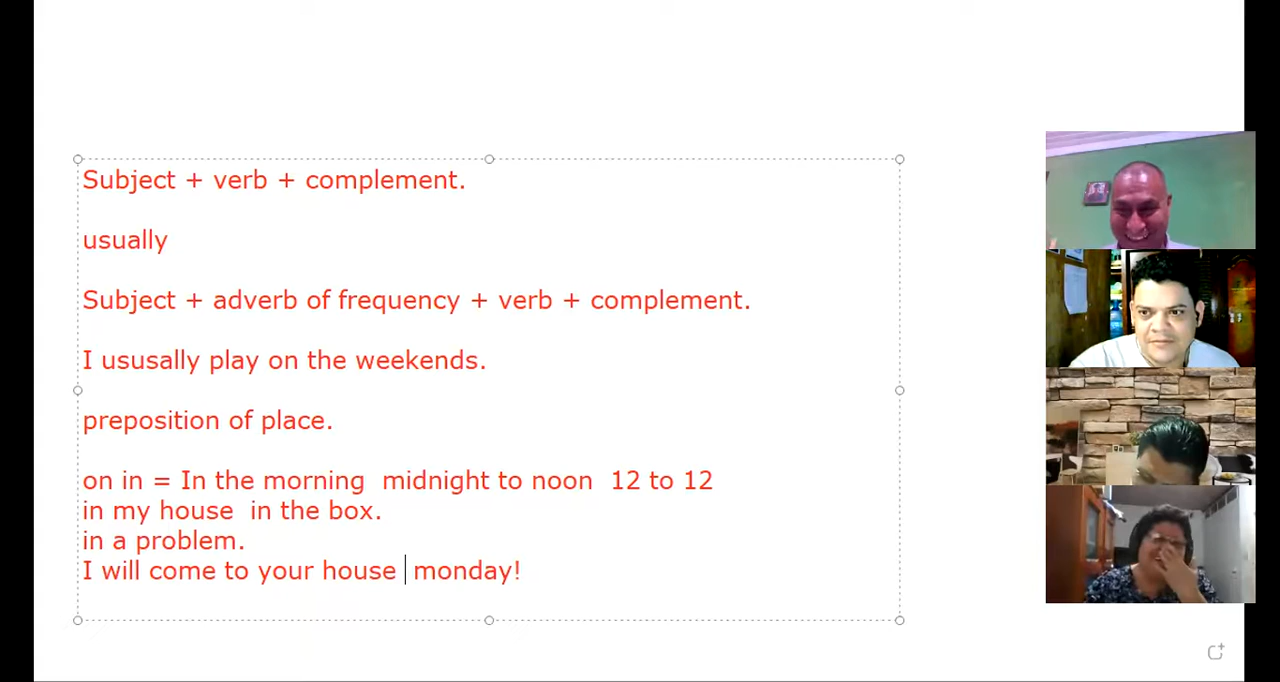 Subject + verb + complement.
usually
Subject + adverb of frequency + verb + complement.
I ususally play on the weekends.
preposition of place.
on in = In the morning  midnight to noon  12 to 12
in my house  in the box.
in a problem.
I will come to your house  monday!